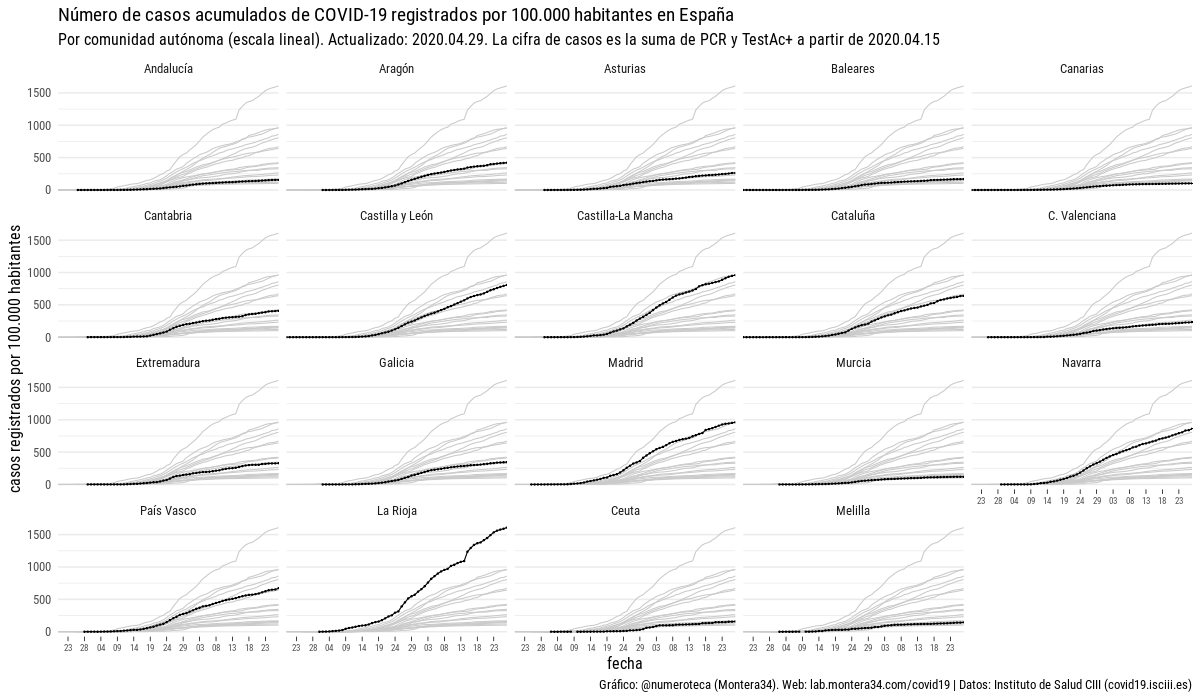 Número de casos acumulados de COVID-19 registrados por 100.000 habitantes en España
Por comunidad autónoma (escala lineal). Actualizado: 2020.04.29. La cifra de casos es la suma de PCR y TestAc+ a partir de 2020.04.15
Andalucía Aragón Asturias Baleares Canarias
1500
1000
500
0
Cantabria Castilla y León Castilla-La Mancha Cataluña C. Valenciana
1500
1000
500
0
casos registrados por 100.000 habitantes
Extremadura Galicia Madrid Murcia Navarra
1500
1000
500
0
23 28 04 09 14 19 24 29 03 08 13 18 23
País Vasco La Rioja Ceuta Melilla
1500
1000
500
0
23 28 04 09 14 19 24 29 03 08 13 18 23 23 28 04 09 14 19 24 29 03 08 13 18 23 23 28 04 09 14 19 24 29 03 08 13 18 23 23 28 04 09 14 19 24 29 03 08 13 18 23
fecha
Gráfico: @numeroteca (Montera34). Web: lab.montera34.com/covid19 | Datos: Instituto de Salud CIII (covid19.isciii.es)